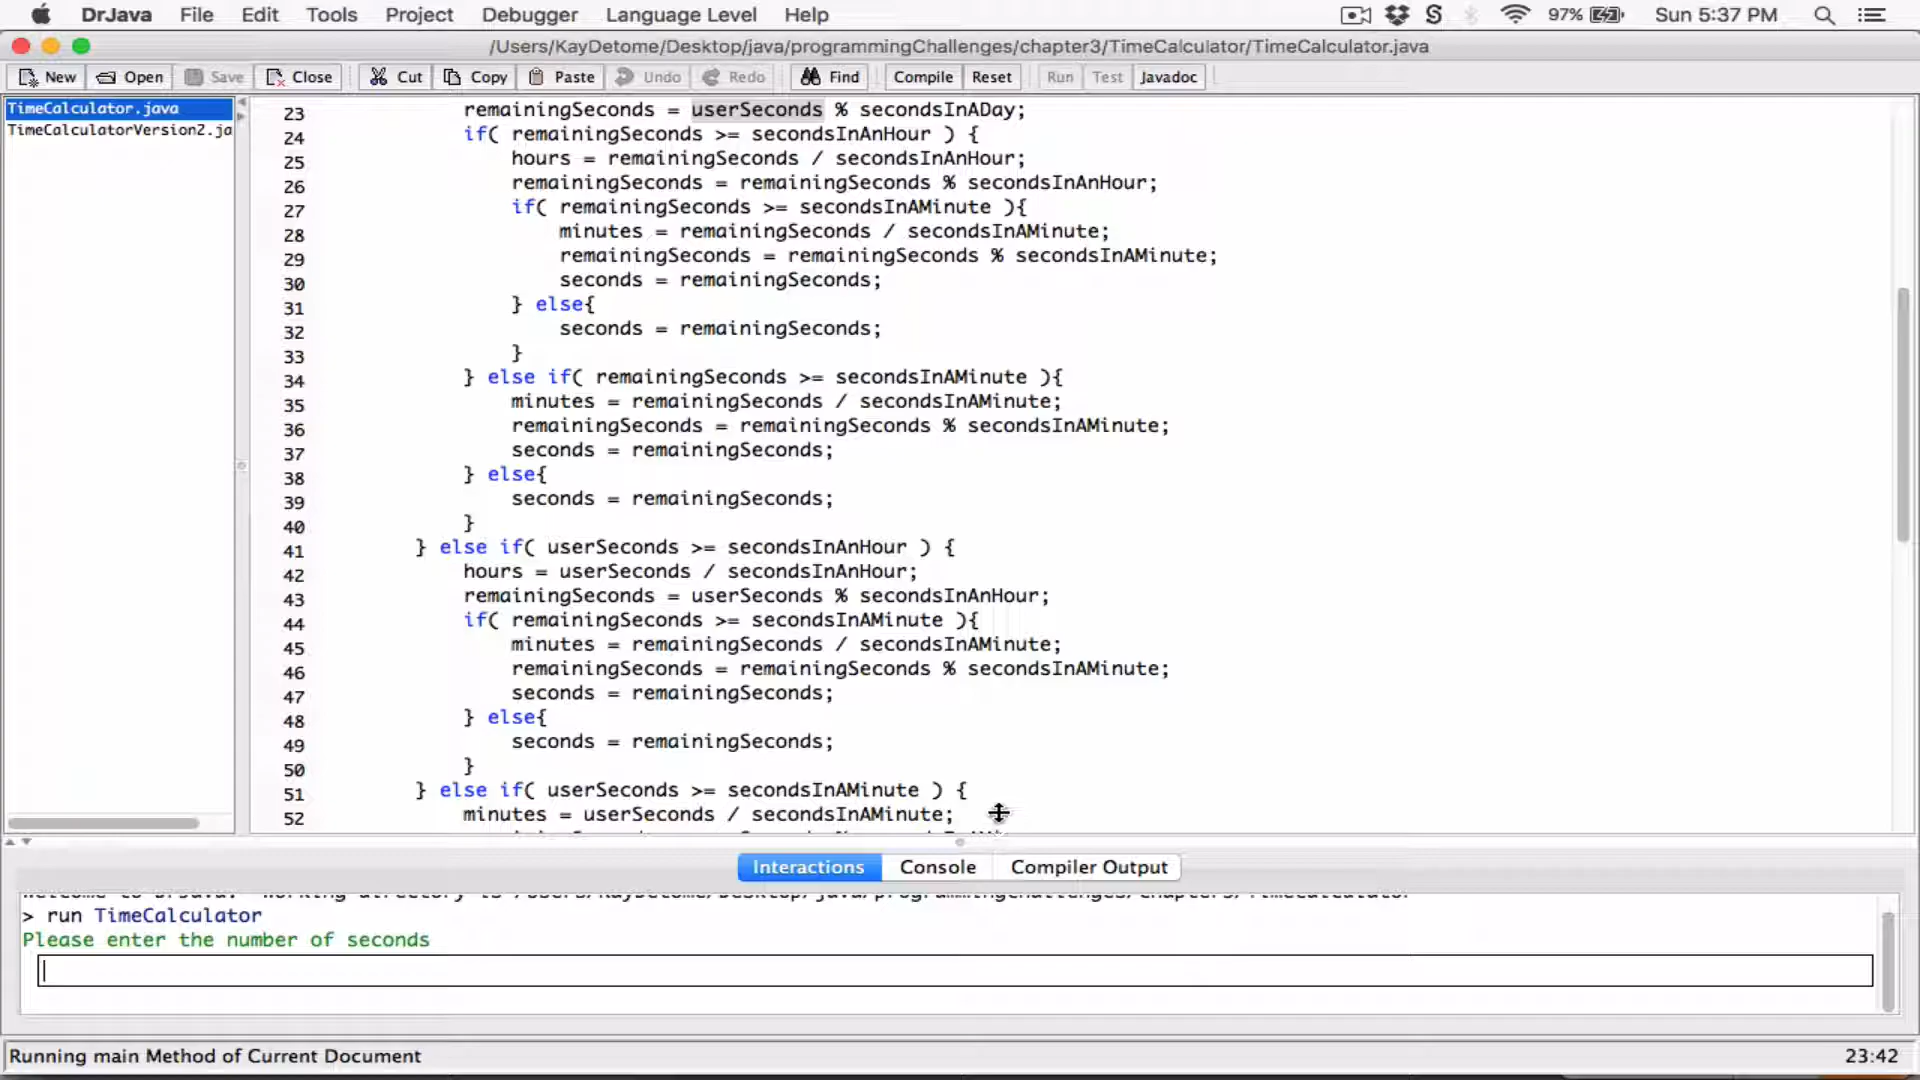 DrJava File Edit Tools Project Debugger Language Level Help 97% Sun 5:37 PM
/Users/KayDetome/Desktop/java/programmingChallenges/chapter3/TimeCalculator/TimeCalculator.java
New Open Save Close Cut Copy Paste Undo Redo Find Compile Reset Run Test Javadoc
TimeCalculator.java
TimeCalculatorVersion2.ja
23 remainingSeconds = userSeconds % secondsInADay;
24 if( remainingSeconds >= secondsInAnHour ) {
25 hours = remainingSeconds / secondsInAnHour;
26 remainingSeconds = remainingSeconds % secondsInAnHour;
27 if( remainingSeconds >= secondsInAMinute ){
28 minutes = remainingSeconds / secondsInAMinute;
29 remainingSeconds = remainingSeconds % secondsInAMinute;
30 seconds = remainingSeconds;
31 } else{
32 seconds = remainingSeconds;
33 }
34 } else if( remainingSeconds >= secondsInAMinute ){
35 minutes = remainingSeconds / secondsInAMinute;
36 remainingSeconds = remainingSeconds % secondsInAMinute;
37 seconds = remainingSeconds;
38 } else{
39 seconds = remainingSeconds;
40 }
41 } else if( userSeconds >= secondsInAnHour ) {
42 hours = userSeconds / secondsInAnHour;
43 remainingSeconds = userSeconds % secondsInAnHour;
44 if( remainingSeconds >= secondsInAMinute ){
45 minutes = remainingSeconds / secondsInAMinute;
46 remainingSeconds = remainingSeconds % secondsInAMinute;
47 seconds = remainingSeconds;
48 } else{
49 seconds = remainingSeconds;
50 }
51 } else if( userSeconds >= secondsInAMinute ) {
52 minutes = userSeconds / secondsInAMinute;
Interactions Console Compiler Output
> run TimeCalculator
Please enter the number of seconds
Running main Method of Current Document 23:42